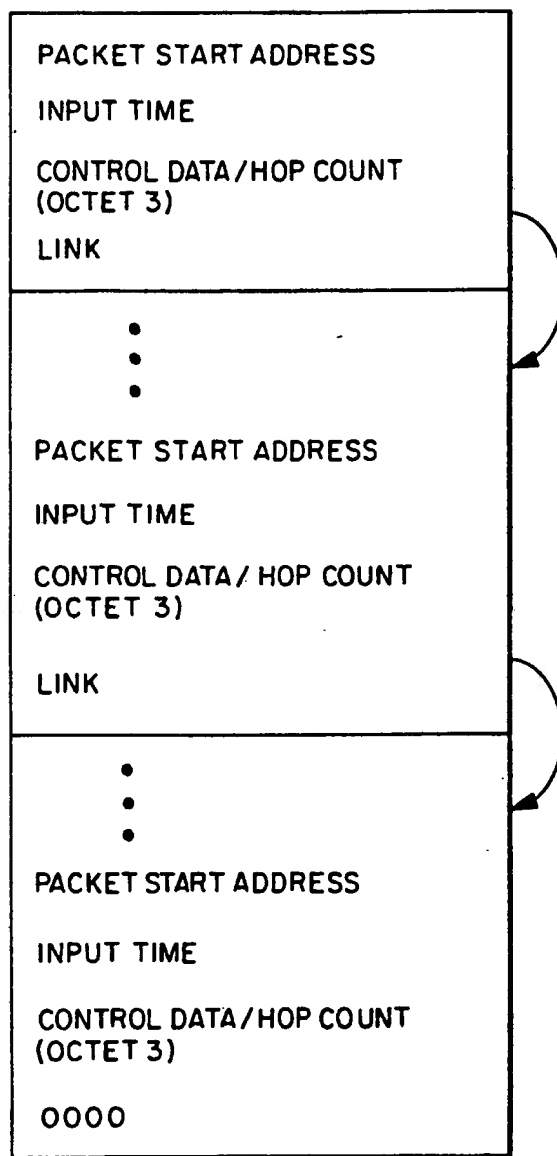 PACKET START ADDRESS
INPUT TIME
CONTROL DATA/HOP COUNT
(OCTET 3)
LINK
PACKET START ADDRESS
INPUT TIME
CONTROL DATA/ HOP COUNT
(OCTET 3)
LINK
PACKET START ADDRESS
INPUT TIME
CONTROL DATA/HOP COUNT
(OCTET 3)
0000